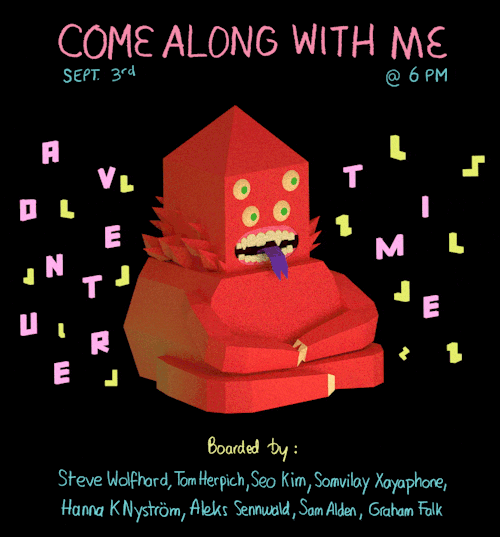 COME ALONG WITH ME
SEPT. 3rd @ 6 PM
ADVENTURE TIME
Boarded by:
Steve Wolfhard, Tom Herpich, Seo Kim, Somvilay Xayaphone,
Hanna K Nyström, Aleks Sennwald, Sam Alden, Graham Falk